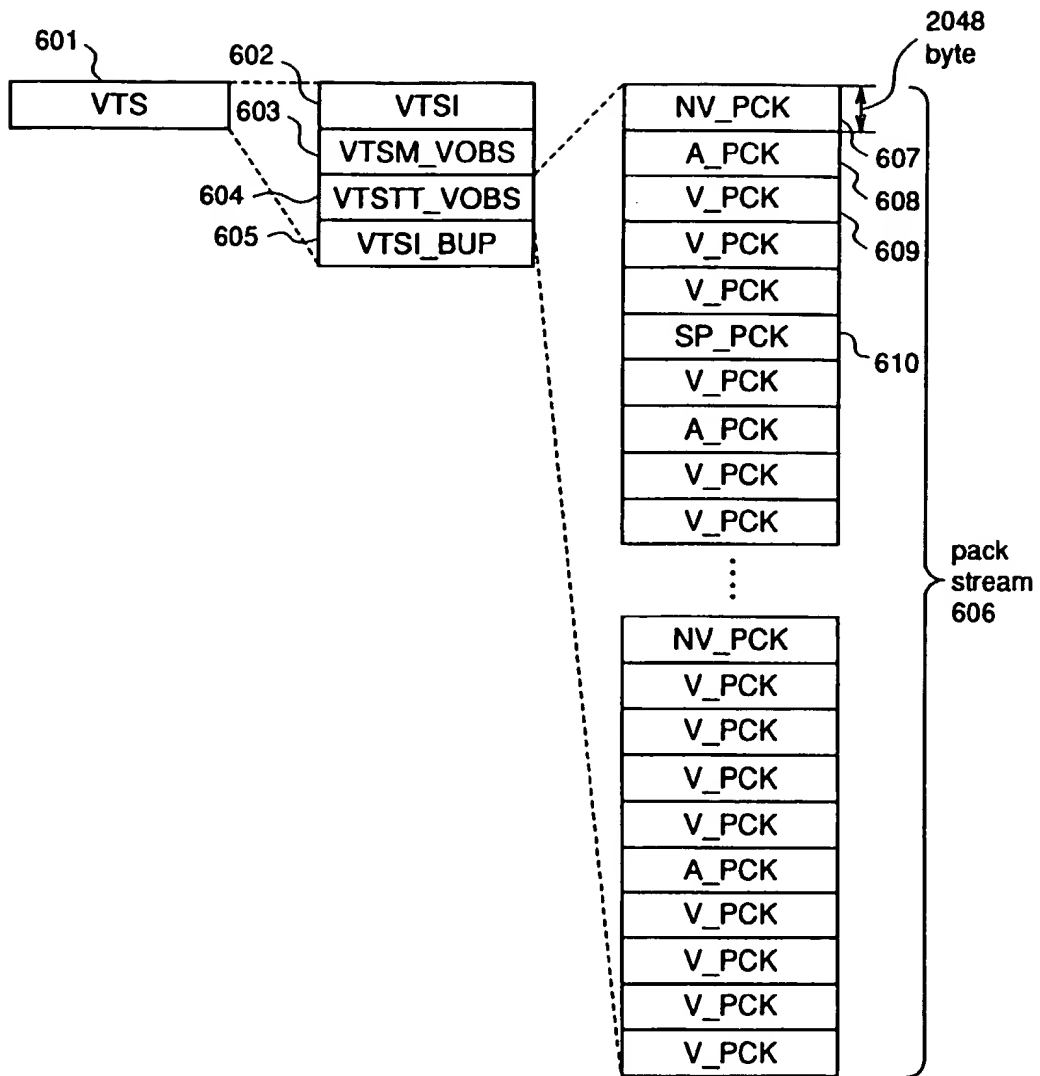 601
VTS
602
603
604
605
VTSI
VTSM_VOBS
VTSTT_VOBS
VTSI_BUP
2048
byte
NV_PCK
607
A_PCK
608
V_PCK
609
V_PCK
V_PCK
SP_PCK
610
V_PCK
A_PCK
V_PCK
V_PCK
NV_PCK
V_PCK
V_PCK
V_PCK
V_PCK
A_PCK
V_PCK
V_PCK
V_PCK
V_PCK
pack
stream
606